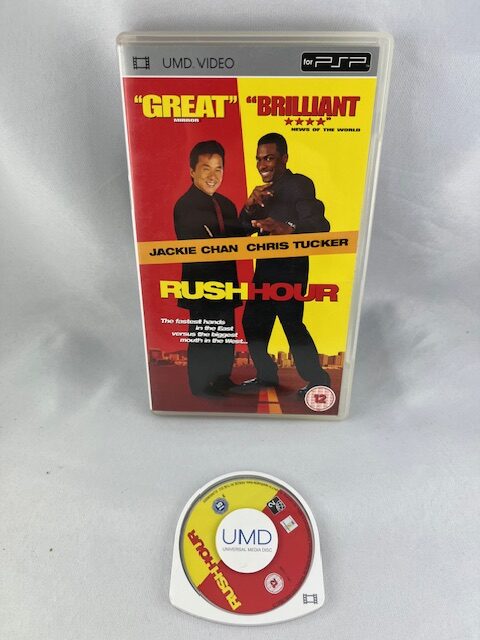 UMD VIDEO
for PSP
"GREAT"
MIRROR
"BRILLIANT
★★★★"
NEWS OF THE WORLD
JACKIE CHAN CHRIS TUCKER
RUSH HOUR
The fastest hands
in the East
versus the biggest
mouth in the West...
12
UMD
UNIVERSAL MEDIA DISC
RUSH HOUR
12